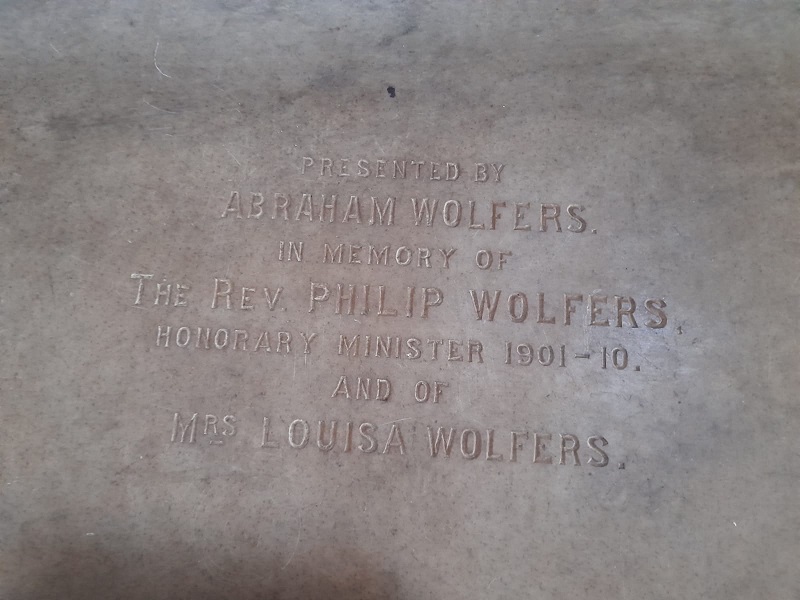 PRESENTED BY
ABRAHAM WOLFERS.
IN MEMORY OF
THE REV. PHILIP WOLFERS,
HONORARY MINISTER 1901-10.
AND OF
MRS LOUISA WOLFERS.